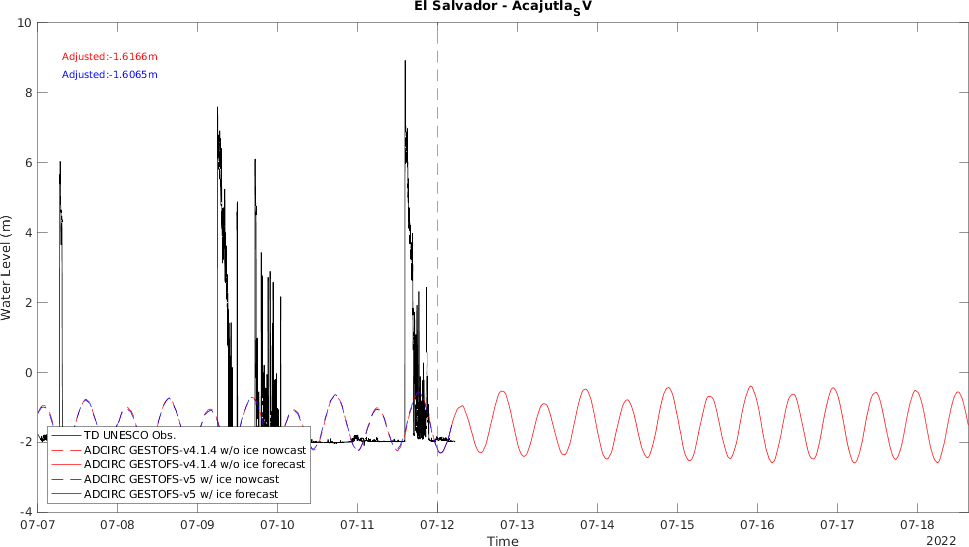 El Salvador - Acajutla_SV
Adjusted:-1.6166m
Adjusted:-1.6065m
Water Level (m)
10
8
6
4
2
0
-2
-4
TD UNESCO Obs.
ADCIRC GESTOFS-v4.1.4 w/o ice nowcast
ADCIRC GESTOFS-v4.1.4 w/o ice forecast
ADCIRC GESTOFS-v5 w/ ice nowcast
ADCIRC GESTOFS-v5 w/ ice forecast
07-07 07-08 07-09 07-10 07-11 07-12 07-13 07-14 07-15 07-16 07-17 07-18
Time
2022